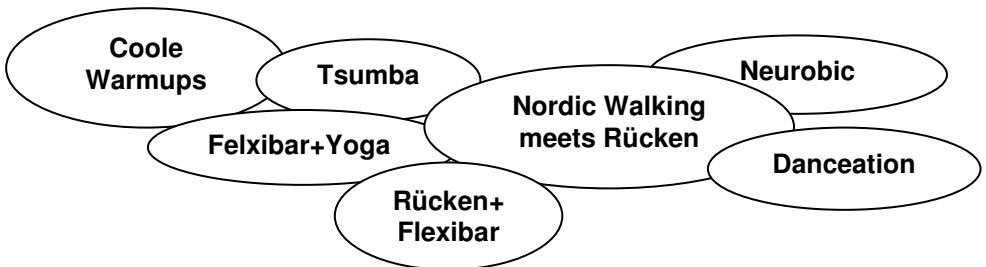 Coole
Warmups
Tsumba
Neurobic
Nordic Walking
meets Rücken
Felxibar+Yoga
Danceation
Rücken+
Flexibar